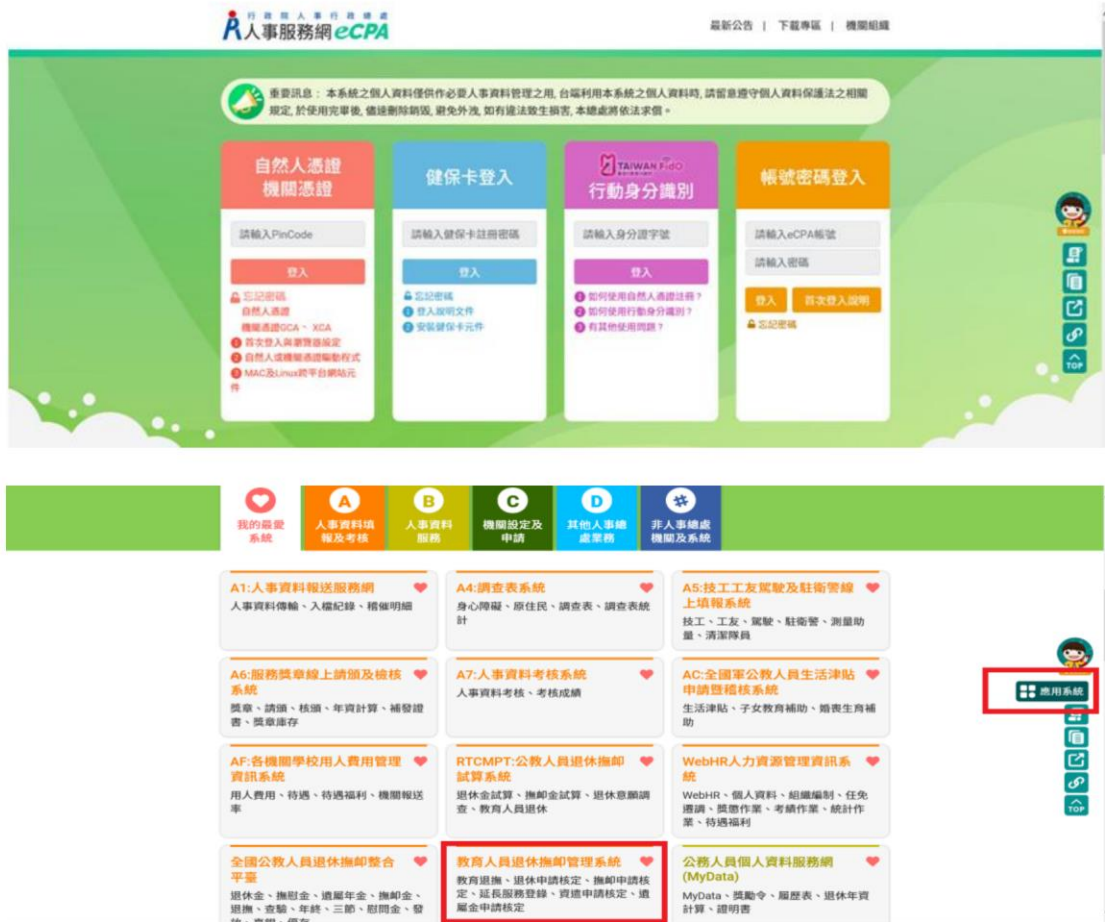 行政院人事行政總處
人事服務網 eCPA
最新公告 | 下載專區 | 機關組織
重要訊息：本系統之個人資料僅供作必要人事資料管理之用, 台端利用本系統之個人資料時, 請留意遵守個人資料保護法之相關
規定, 於使用完畢後, 儘速刪除銷毀, 避免外洩, 如有違法致生損害, 本總處將依法求償。
自然人憑證
機關憑證
請輸入PinCode
登入
忘記密碼
自然人憑證
機關憑證GCA、XCA
1 首次登入與瀏覽器設定
2 自然人或機關憑證驅動程式
3 MAC及Linux跨平台網站元
件
健保卡登入
請輸入健保卡註冊密碼
登入
忘記密碼
1 登入說明文件
2 安裝健保卡元件
TAIWAN FidO
行動身分識別
請輸入身分證字號
登入
1 如何使用自然人憑證註冊？
2 如何使用行動身分識別？
3 有其他使用問題？
帳號密碼登入
請輸入eCPA帳號
請輸入密碼
登入 首次登入說明
忘記密碼
TOP
我的最愛
系統
A
人事資料填
報及考核
B
人事資料
服務
C
機關設定及
申請
D
其他人事總
處業務
#
非人事總處
機關及系統
A1:人事資料報送服務網
人事資料傳輸、入檔紀錄、稽催明細
A4:調查表系統
身心障礙、原住民、調查表、調查表統
計
A5:技工工友駕駛及駐衛警線
上填報系統
技工、工友、駕駛、駐衛警、測量助
量、清潔隊員
A6:服務獎章線上請頒及檢核
系統
獎章、請頒、核頒、年資計算、補發證
書、獎章庫存
A7:人事資料考核系統
人事資料考核、考核成績
AC:全國軍公教人員生活津貼
申請暨稽核系統
生活津貼、子女教育補助、婚喪生育補
助
應用系統
AF:各機關學校用人費用管理
資訊系統
用人費用、待遇、待遇福利、機關報送
率
RTCMPT:公教人員退休撫卹
試算系統
退休金試算、撫卹金試算、退休意願調
查、教育人員退休
WebHR人力資源管理資訊系
統
WebHR、個人資料、組織編制、任免
遷調、獎懲作業、考績作業、統計作
業、待遇福利
TOP
全國公教人員退休撫卹整合
平臺
退休金、撫慰金、遺屬年金、撫卹金、
退撫、查驗、年終、三節、慰問金、發
教育人員退休撫卹管理系統
教育退撫、退休申請核定、撫卹申請核
定、延長服務登錄、資遣申請核定、遺
屬金申請核定
公務人員個人資料服務網
(MyData)
MyData、獎勵令、履歷表、退休年資
計算、證明書